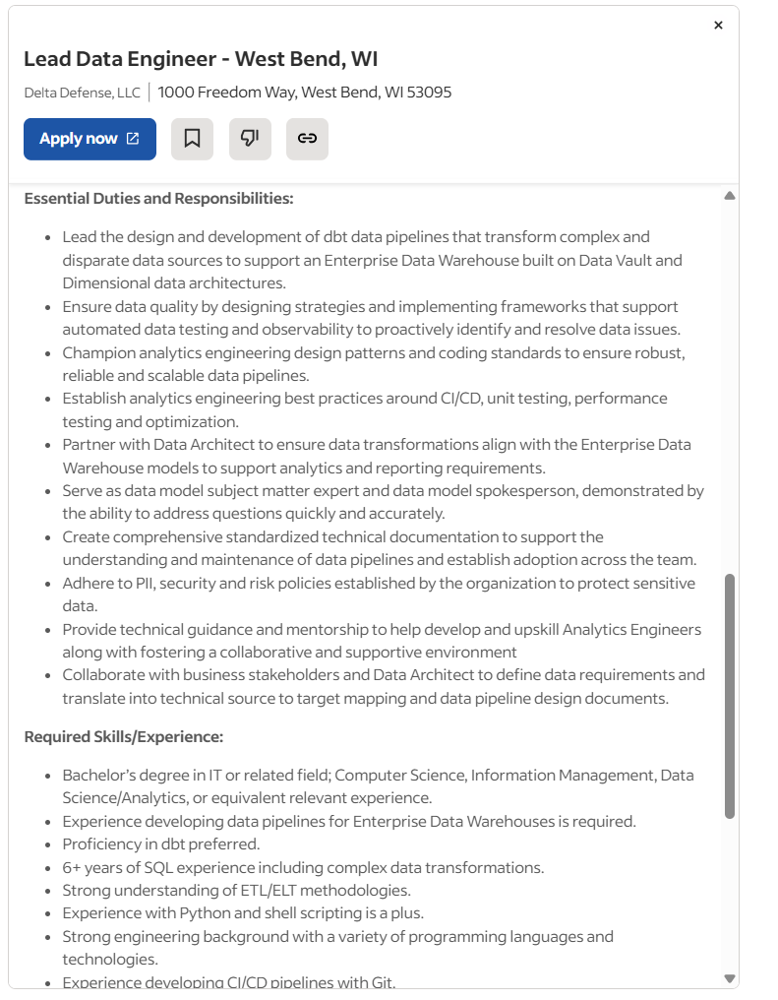 ×
Lead Data Engineer - West Bend, WI
Delta Defense, LLC | 1000 Freedom Way, West Bend, WI 53095
Apply now
Essential Duties and Responsibilities:
• Lead the design and development of dbt data pipelines that transform complex and
disparate data sources to support an Enterprise Data Warehouse built on Data Vault and
Dimensional data architectures.
• Ensure data quality by designing strategies and implementing frameworks that support
automated data testing and observability to proactively identify and resolve data issues.
• Champion analytics engineering design patterns and coding standards to ensure robust,
reliable and scalable data pipelines.
• Establish analytics engineering best practices around CI/CD, unit testing, performance
testing and optimization.
• Partner with Data Architect to ensure data transformations align with the Enterprise Data
Warehouse models to support analytics and reporting requirements.
• Serve as data model subject matter expert and data model spokesperson, demonstrated by
the ability to address questions quickly and accurately.
• Create comprehensive standardized technical documentation to support the
understanding and maintenance of data pipelines and establish adoption across the team.
• Adhere to PII, security and risk policies established by the organization to protect sensitive
data.
• Provide technical guidance and mentorship to help develop and upskill Analytics Engineers
along with fostering a collaborative and supportive environment
• Collaborate with business stakeholders and Data Architect to define data requirements and
translate into technical source to target mapping and data pipeline design documents.
Required Skills/Experience:
• Bachelor’s degree in IT or related field; Computer Science, Information Management, Data
Science/Analytics, or equivalent relevant experience.
• Experience developing data pipelines for Enterprise Data Warehouses is required.
• Proficiency in dbt preferred.
• 6+ years of SQL experience including complex data transformations.
• Strong understanding of ETL/ELT methodologies.
• Experience with Python and shell scripting is a plus.
• Strong engineering background with a variety of programming languages and
technologies.
• Experience developing CI/CD pipelines with Git.